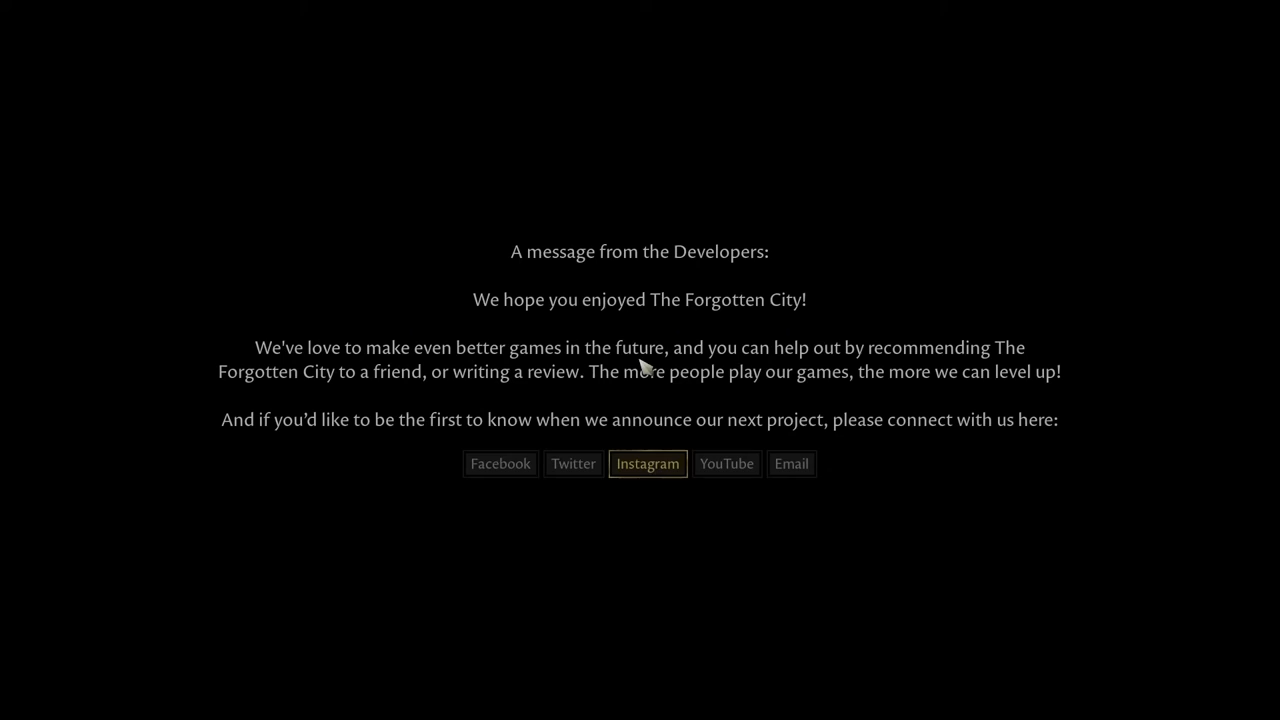 A message from the Developers:
We hope you enjoyed The Forgotten City!
We've love to make even better games in the future, and you can help out by recommending The
Forgotten City to a friend, or writing a review. The more people play our games, the more we can level up!
And if you’d like to be the first to know when we announce our next project, please connect with us here:
Facebook Twitter Instagram YouTube Email